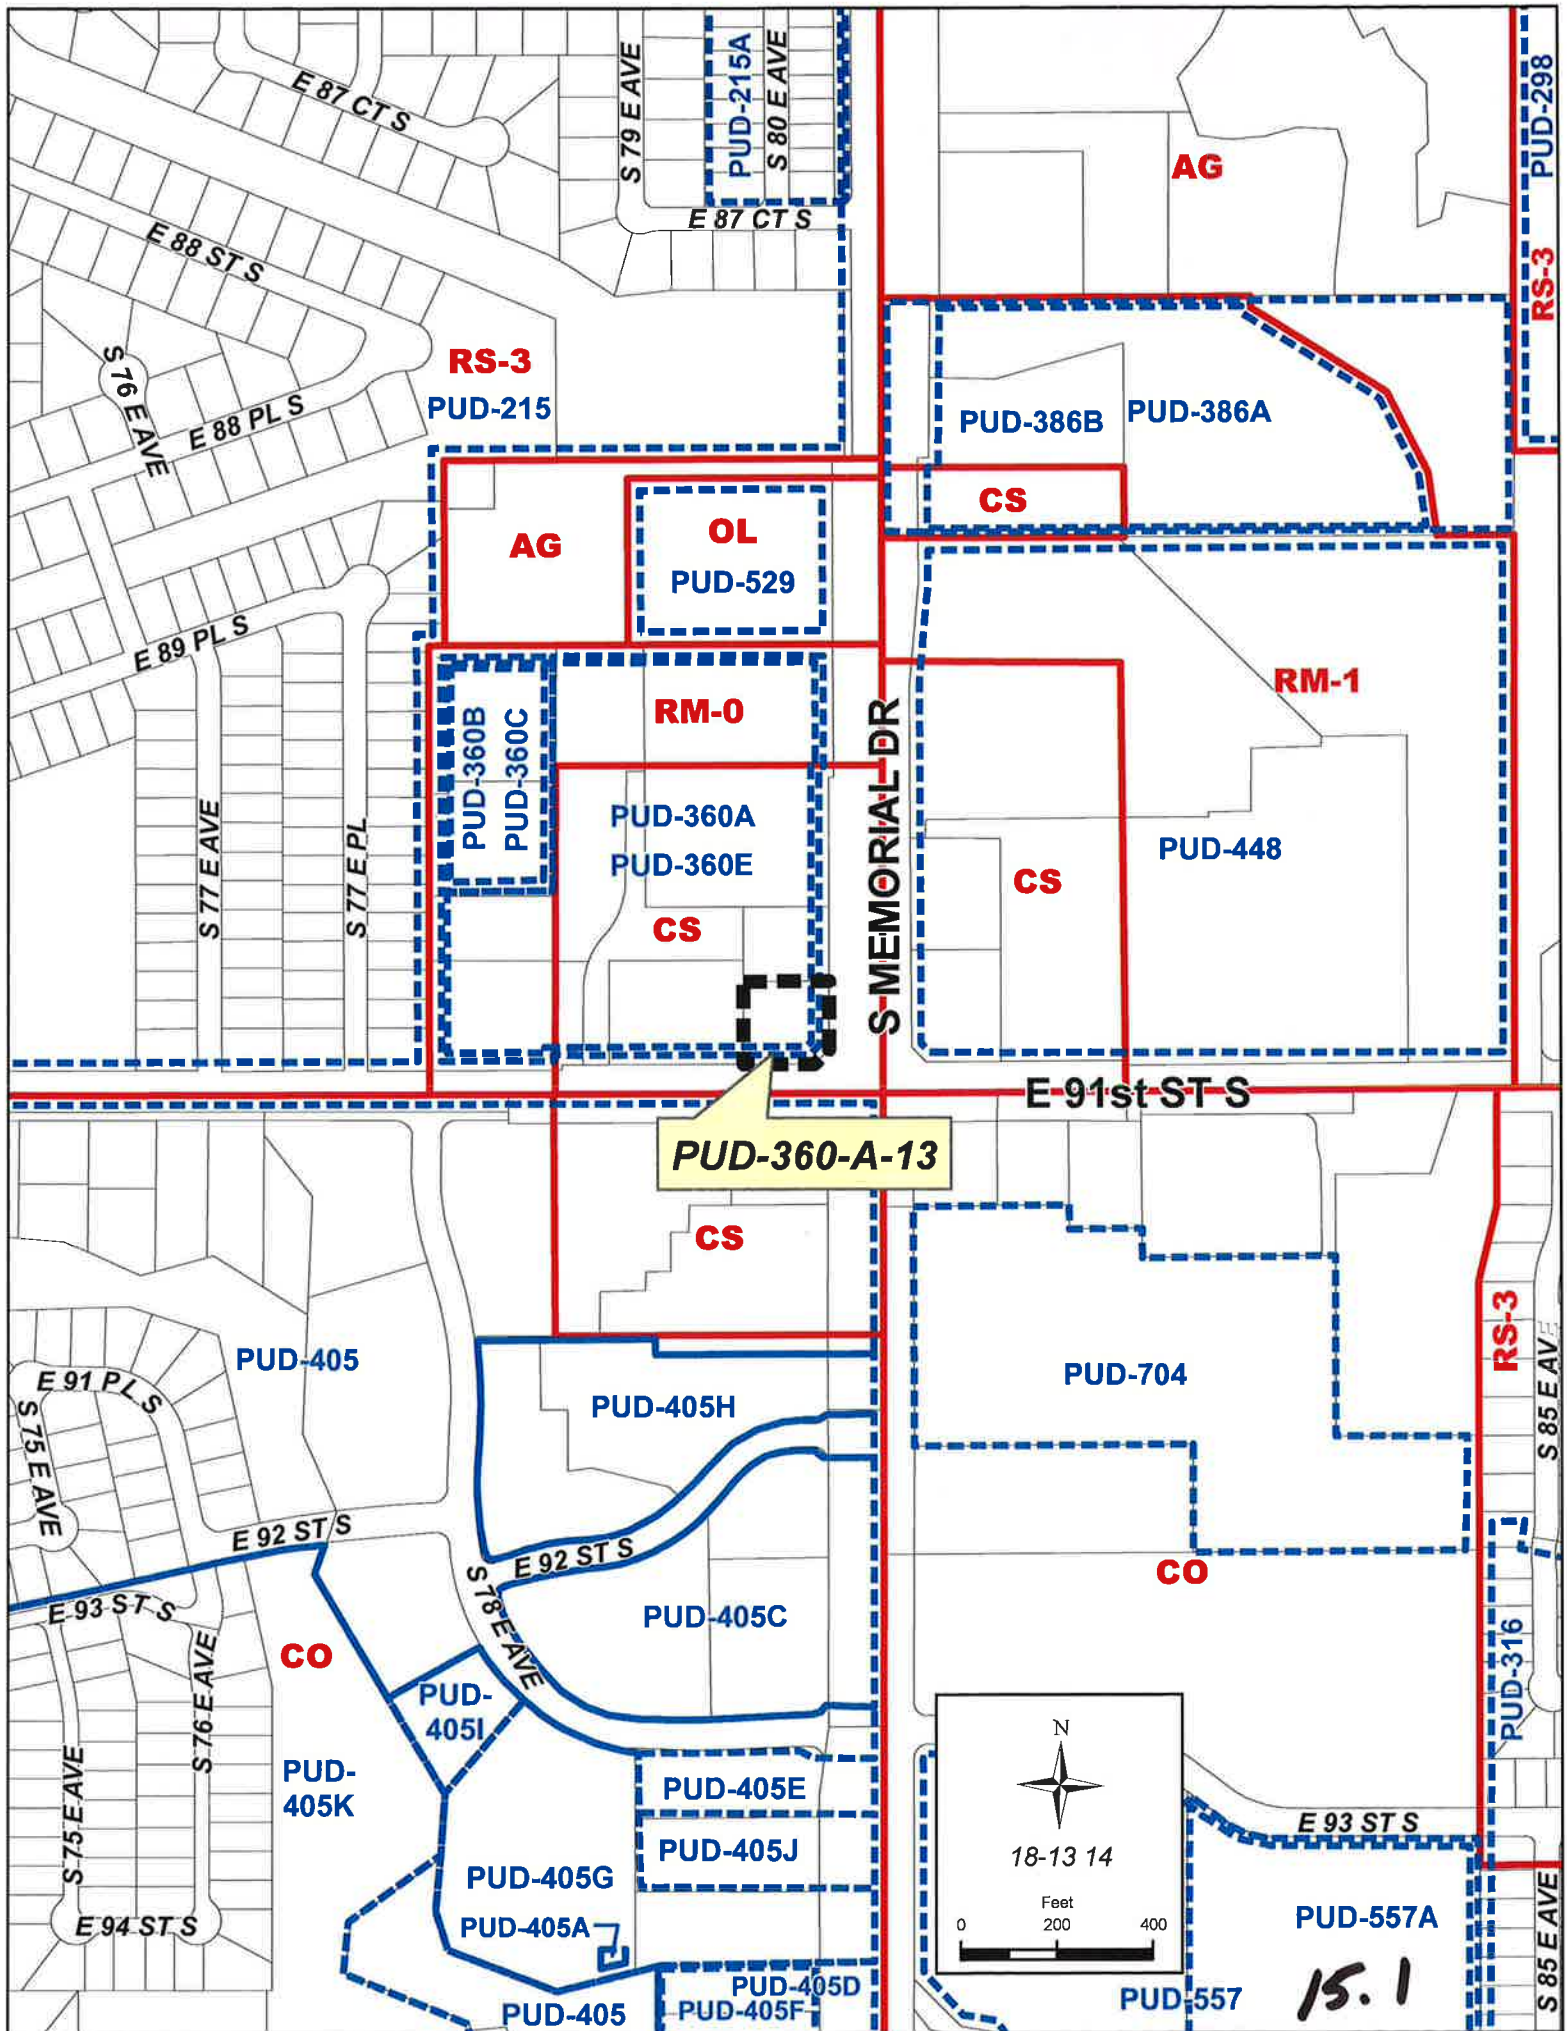 E 87 CT S
S 79 E AVE
PUD-215A
S 80 E AVE
E 87 CT S
AG
PUD-298
RS-3
E 88 ST S
S 76 E AVE
E 88 PL S
RS-3
PUD-215
PUD-386B
PUD-386A
CS
AG
OL
PUD-529
E 89 PL S
RM-0
RM-1
PUD-360B
PUD-360C
PUD-360A
PUD-360E
CS
S MEMORIAL DR
CS
PUD-448
S 77 E AVE
S 77 E PL
E 91st ST S
PUD-360-A-13
CS
PUD-405
E 91 PL S
S 75 E AVE
PUD-405H
PUD-704
RS-3
S 85 E AVE
E 92 ST S
E 92 ST S
E 93 ST S
S 78 E AVE
PUD-405C
CO
CO
PUD-316
S 76 E AVE
S 75 E AVE
PUD-
405I
PUD-
405K
PUD-405E
PUD-405J
PUD-405G
PUD-405A
E 94 ST S
PUD-405
PUD-405D
PUD-405F
N
18-13 14
Feet
0 200 400
E 93 ST S
PUD-557A
PUD-557
S 85 E AVE
15.1